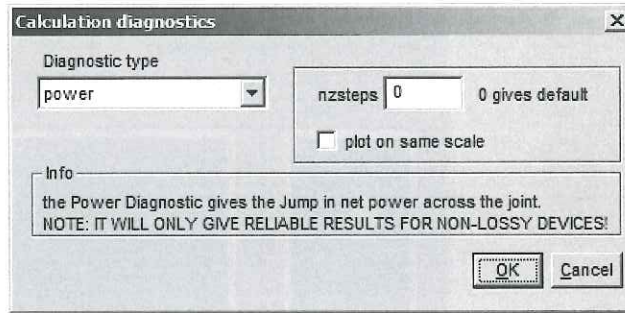 Calculation diagnostics
Diagnostic type
power
nzsteps 0 0 gives default
plot on same scale
Info
the Power Diagnostic gives the Jump in net power across the joint.
NOTE: IT WILL ONLY GIVE RELIABLE RESULTS FOR NON-LOSSY DEVICES!
OK Cancel